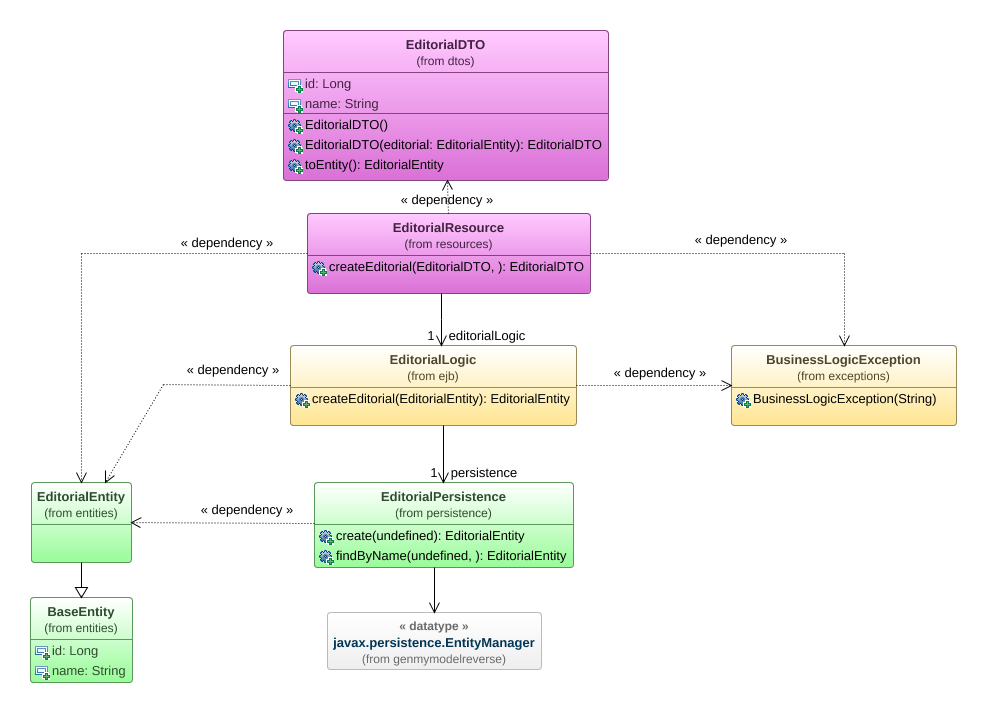 EditorialDTO
(from dtos)
id: Long
name: String
EditorialDTO()
EditorialDTO(editorial: EditorialEntity): EditorialDTO
toEntity(): EditorialEntity
« dependency »
EditorialResource
(from resources)
createEditorial(EditorialDTO, ): EditorialDTO
« dependency »
« dependency »
1 editorialLogic
EditorialLogic
(from ejb)
createEditorial(EditorialEntity): EditorialEntity
« dependency »
« dependency »
BusinessLogicException
(from exceptions)
BusinessLogicException(String)
1 persistence
EditorialEntity
(from entities)
« dependency »
EditorialPersistence
(from persistence)
create(undefined): EditorialEntity
findByName(undefined, ): EditorialEntity
BaseEntity
(from entities)
id: Long
name: String
« datatype »
javax.persistence.EntityManager
(from genmymodelreverse)